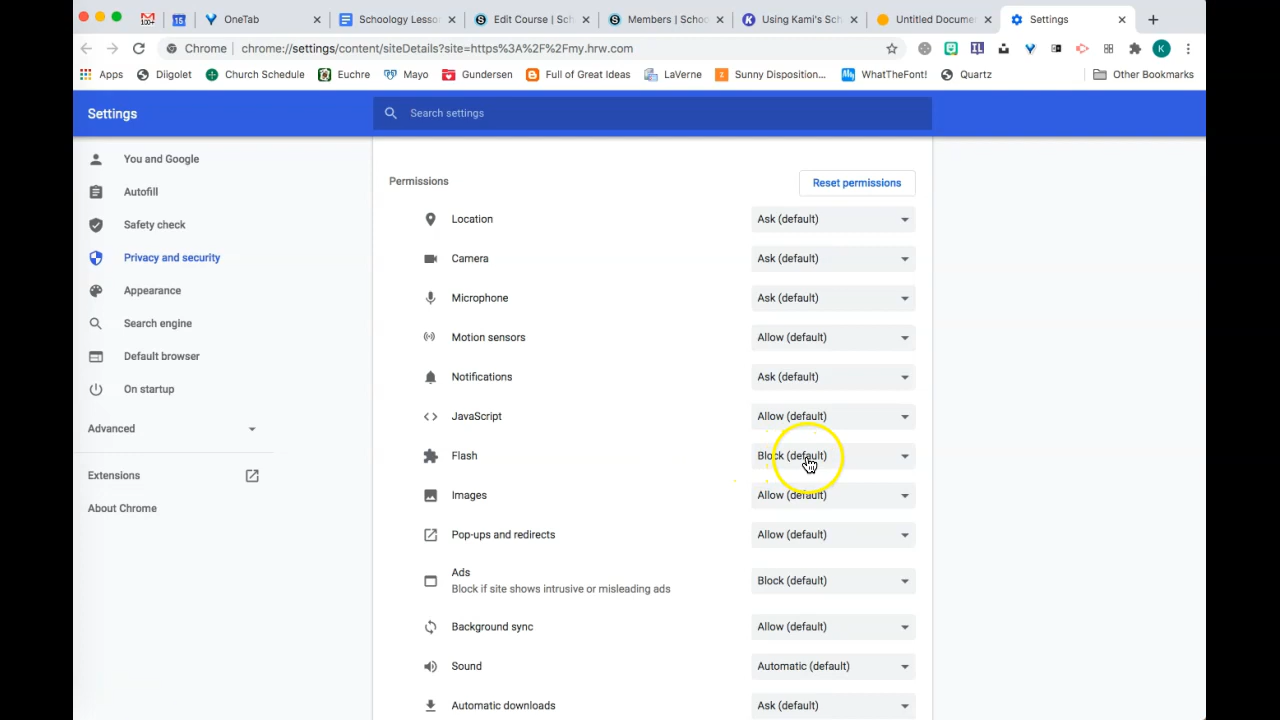 100+
15
OneTab
Schoology Lesso
Edit Course | Sch
Members | Schoo
Using Kami's Sch
Untitled Docume
Settings
Chrome
chrome://settings/content/siteDetails?site=https%3A%2F%2Fmy.hrw.com
K
Apps
Diigolet
Church Schedule
Euchre
Mayo
Gundersen
Full of Great Ideas
LaVerne
Sunny Disposition...
WhatTheFont!
Quartz
Other Bookmarks
Settings
Search settings
You and Google
Autofill
Safety check
Privacy and security
Appearance
Search engine
Default browser
On startup
Advanced
Extensions
About Chrome
Permissions
Reset permissions
Location Ask (default)
Camera Ask (default)
Microphone Ask (default)
Motion sensors Allow (default)
Notifications Ask (default)
JavaScript Allow (default)
Flash Block (default)
Images Allow (default)
Pop-ups and redirects Allow (default)
Ads
Block if site shows intrusive or misleading ads Block (default)
Background sync Allow (default)
Sound Automatic (default)
Automatic downloads Ask (default)